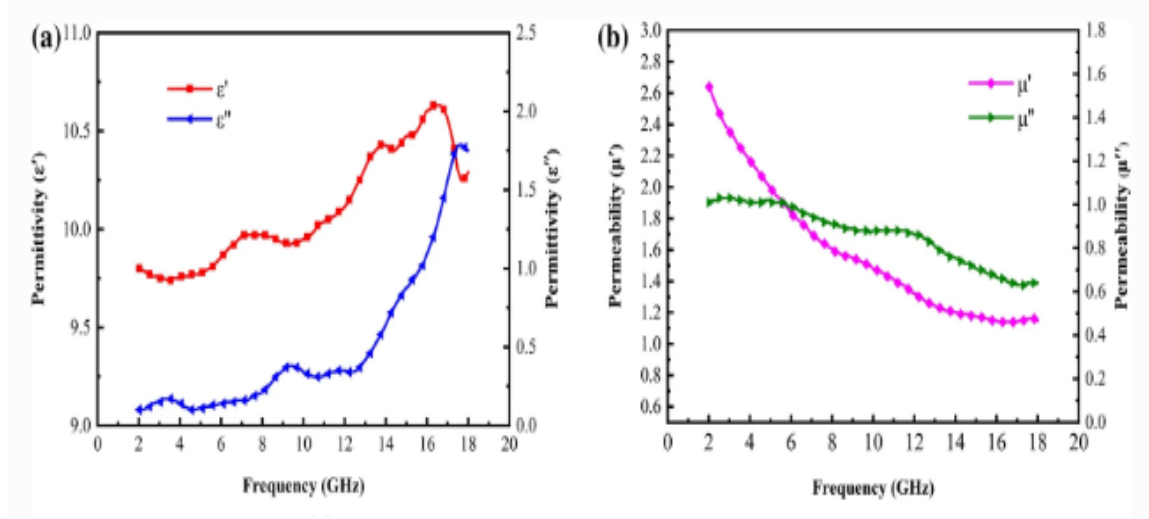 (a)
11.0
10.5
10.0
9.5
9.0
Permittivity (ε′)
2.5
2.0
1.5
1.0
0.5
0.0
Permittivity (ε′′)
ε'
ε''
0 2 4 6 8 10 12 14 16 18 20
Frequency (GHz)
(b)
3.0
2.8
2.6
2.4
2.2
2.0
1.8
1.6
1.4
1.2
1.0
0.8
0.6
Permeability (μ′)
1.8
1.6
1.4
1.2
1.0
0.8
0.6
0.4
0.2
0.0
Permeability (μ′′)
μ'
μ''
0 2 4 6 8 10 12 14 16 18 20
Frequency (GHz)